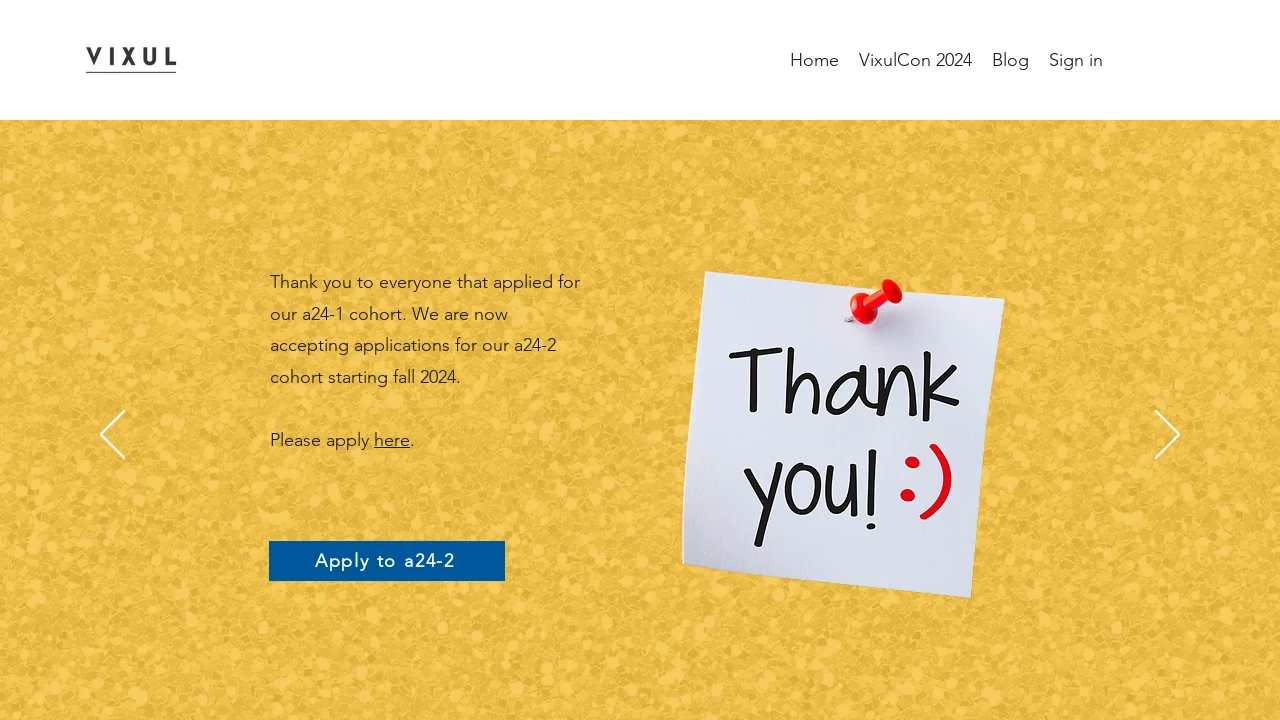 VIXUL
Home VixulCon 2024 Blog Sign in
Thank you to everyone that applied for
our a24-1 cohort. We are now
accepting applications for our a24-2
cohort starting fall 2024.
Please apply here.
Apply to a24-2
Thank
you! :)